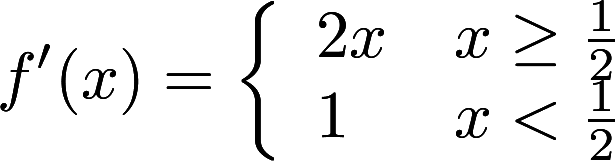 f′(x) = { 2x x ≥ 1/2
1 x < 1/2